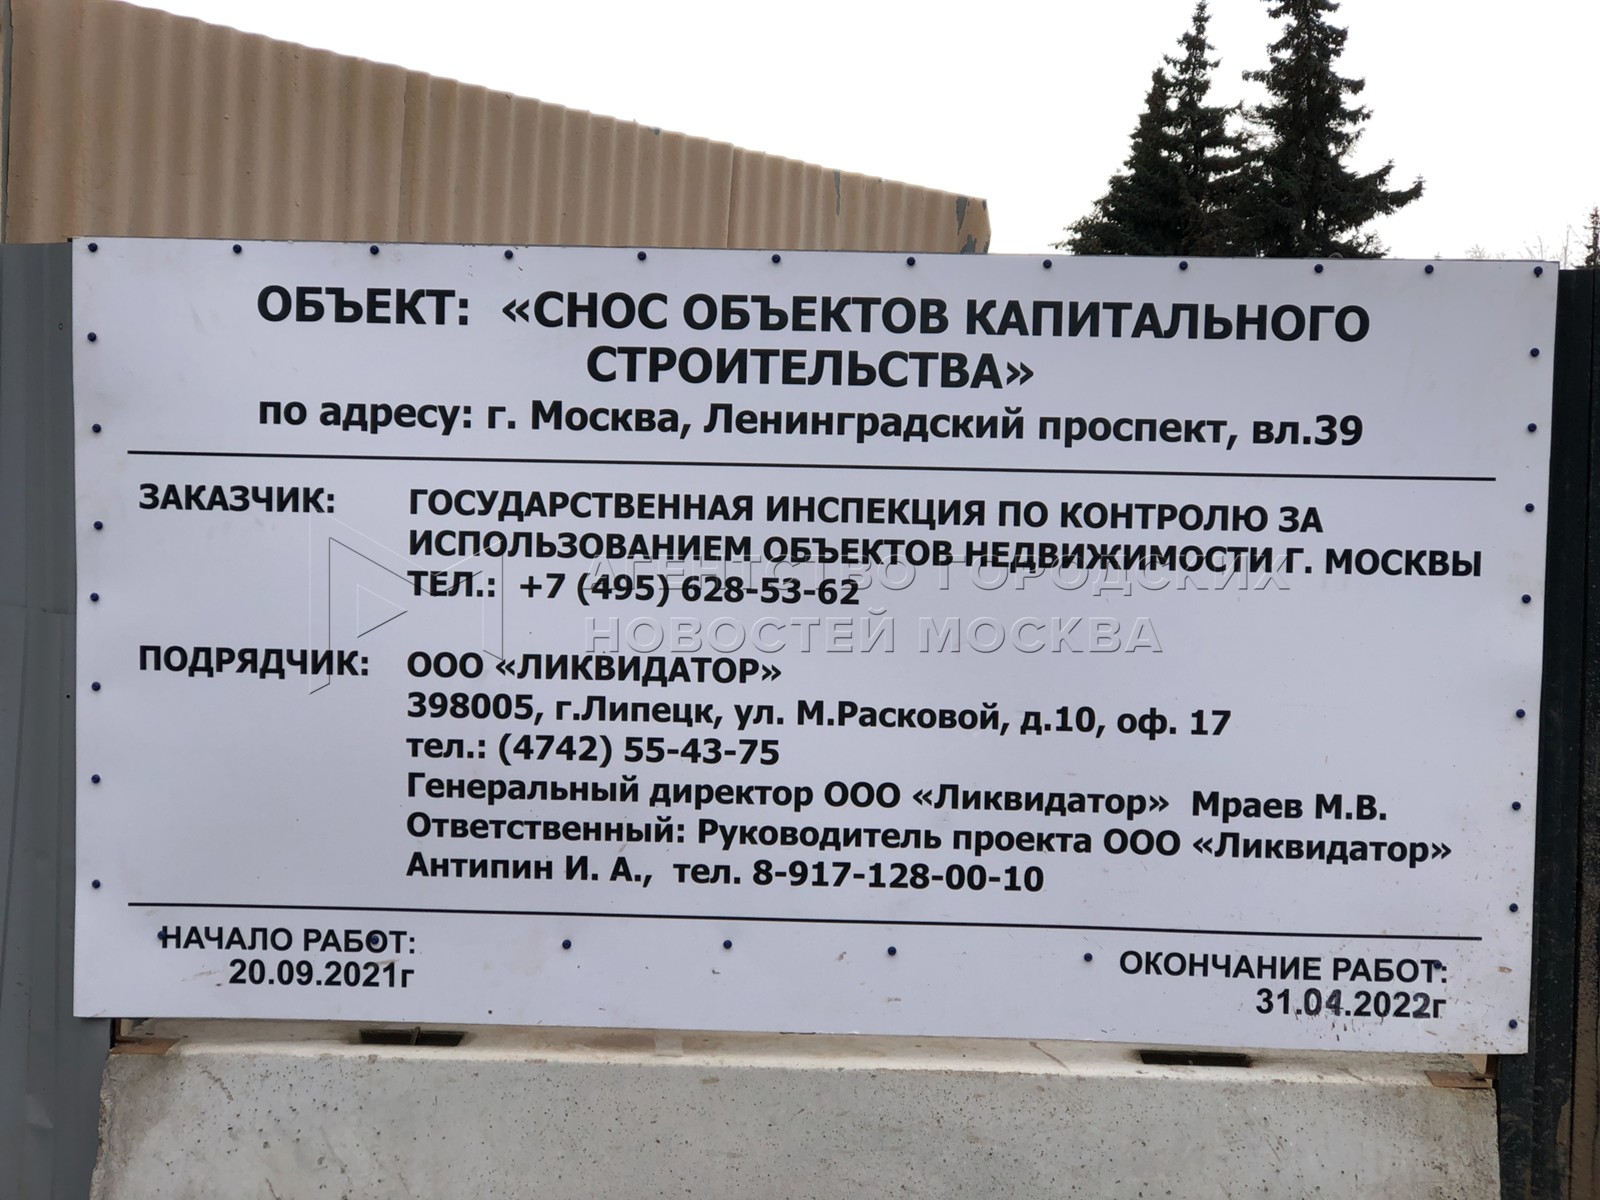 ОБЪЕКТ: «СНОС ОБЪЕКТОВ КАПИТАЛЬНОГО
СТРОИТЕЛЬСТВА»
по адресу: г. Москва, Ленинградский проспект, вл.39
ЗАКАЗЧИК: ГОСУДАРСТВЕННАЯ ИНСПЕКЦИЯ ПО КОНТРОЛЮ ЗА
ИСПОЛЬЗОВАНИЕМ ОБЪЕКТОВ НЕДВИЖИМОСТИ Г. МОСКВЫ
ТЕЛ.: +7 (495) 628-53-62
АГЕНТСТВО ГОРОДСКИХ
НОВОСТЕЙ МОСКВА
ПОДРЯДЧИК: ООО «ЛИКВИДАТОР»
398005, г.Липецк, ул. М.Расковой, д.10, оф. 17
тел.: (4742) 55-43-75
Генеральный директор ООО «Ликвидатор» Мраев М.В.
Ответственный: Руководитель проекта ООО «Ликвидатор»
Антипин И. А., тел. 8-917-128-00-10
НАЧАЛО РАБОТ:
20.09.2021г
ОКОНЧАНИЕ РАБОТ:
31.04.2022г